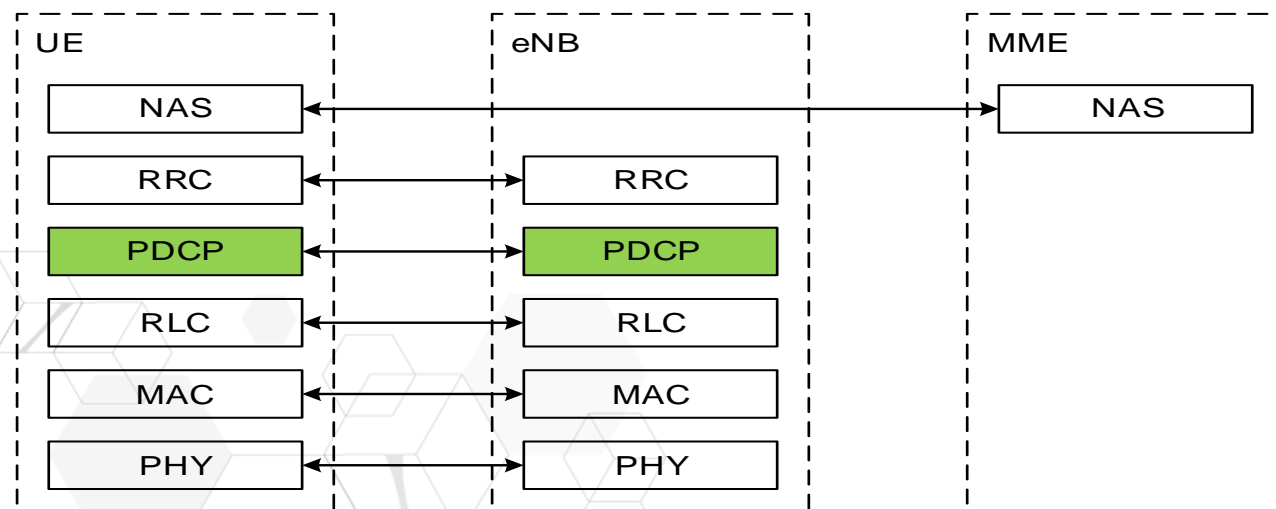 UE eNB MME
NAS NAS
RRC RRC
PDCP PDCP
RLC RLC
MAC MAC
PHY PHY